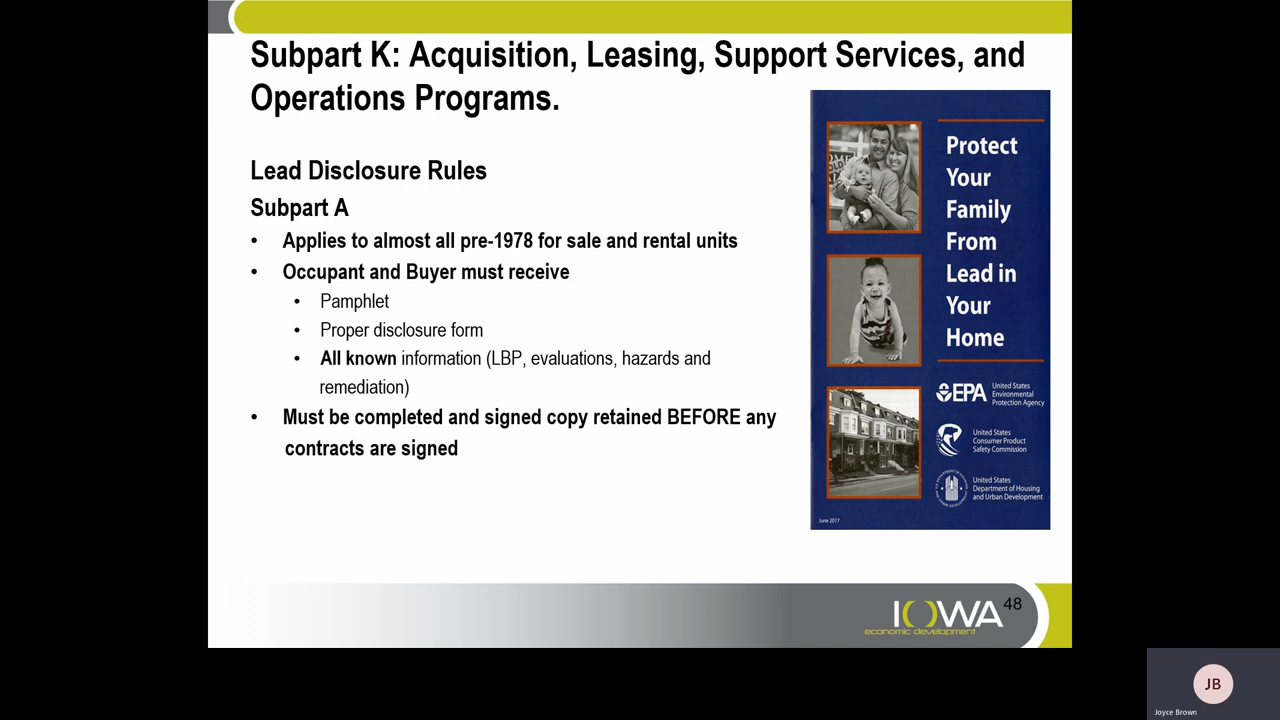 Subpart K: Acquisition, Leasing, Support Services, and
Operations Programs.
Lead Disclosure Rules
Subpart A
• Applies to almost all pre-1978 for sale and rental units
• Occupant and Buyer must receive
• Pamphlet
• Proper disclosure form
• All known information (LBP, evaluations, hazards and
remediation)
• Must be completed and signed copy retained BEFORE any
contracts are signed
Protect
Your
Family
From
Lead in
Your
Home
EPA
United States
Environmental
Protection Agency
United States
Consumer Product
Safety Commission
United States
Department of Housing
and Urban Development
June 2017
IOWA
economic development
48
JB
Joyce Brown